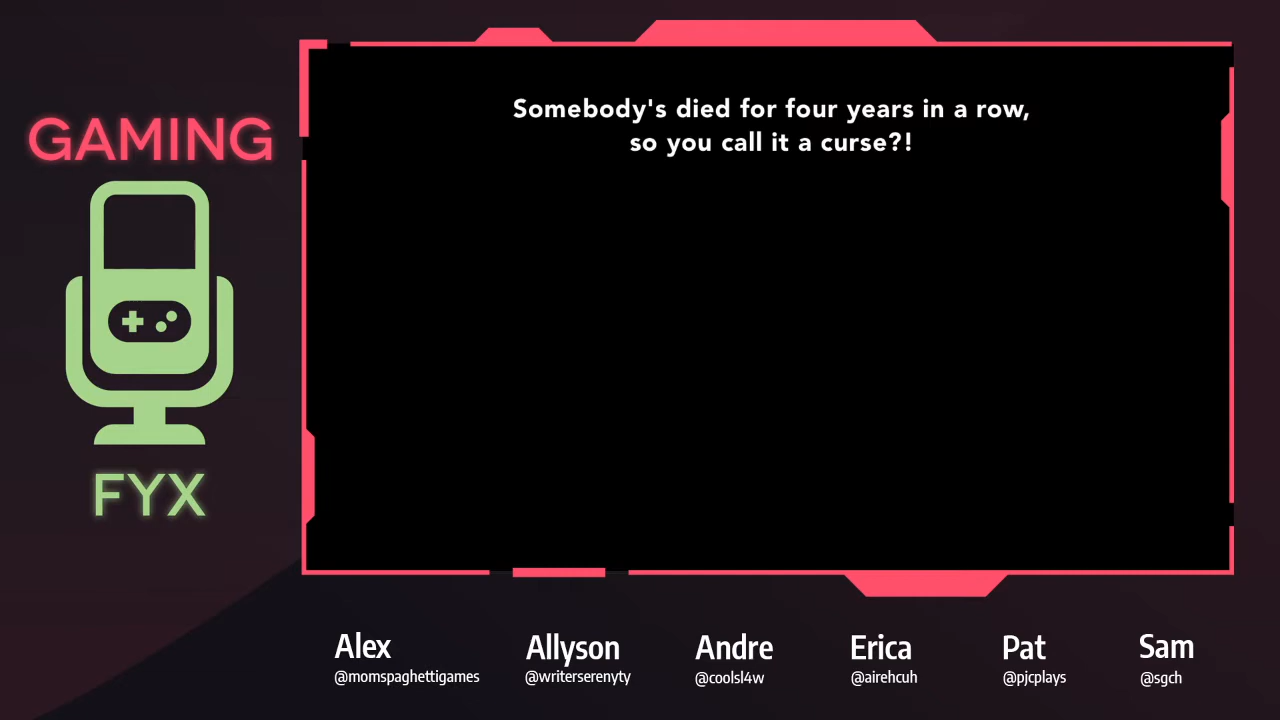 GAMING
FYX
Somebody's died for four years in a row,
so you call it a curse?!
Alex
@momspaghettigames
Allyson
@writerserenyty
Andre
@coolsl4w
Erica
@airehcuh
Pat
@pjcplays
Sam
@sgch